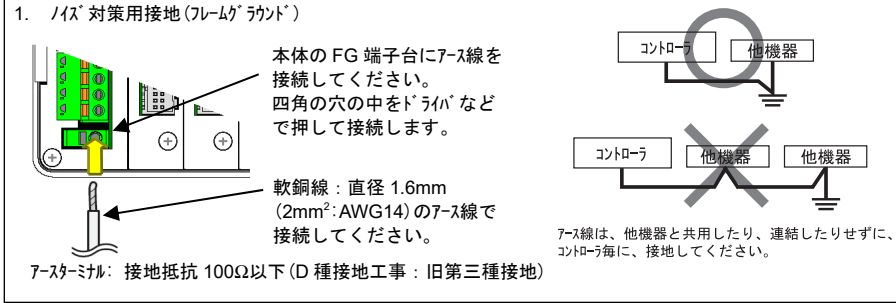 1. ﾉｲｽﾞ対策用接地(ﾌﾚｰﾑｸﾞﾗｳﾝﾄﾞ)
本体の FG 端子台にｱｰｽ線を
接続してください。
四角の穴の中をﾄﾞﾗｲﾊﾞなど
で押して接続します。
軟銅線：直径 1.6mm
(2mm²:AWG14)のｱｰｽ線で
接続してください。
ｱｰｽﾀｰﾐﾅﾙ: 接地抵抗 100Ω以下(D 種接地工事：旧第三種接地)
ｺﾝﾄﾛｰﾗ
他機器
ｺﾝﾄﾛｰﾗ
他機器
他機器
ｱｰｽ線は、他機器と共用したり、連結したりせずに、
ｺﾝﾄﾛｰﾗ毎に、接地してください。